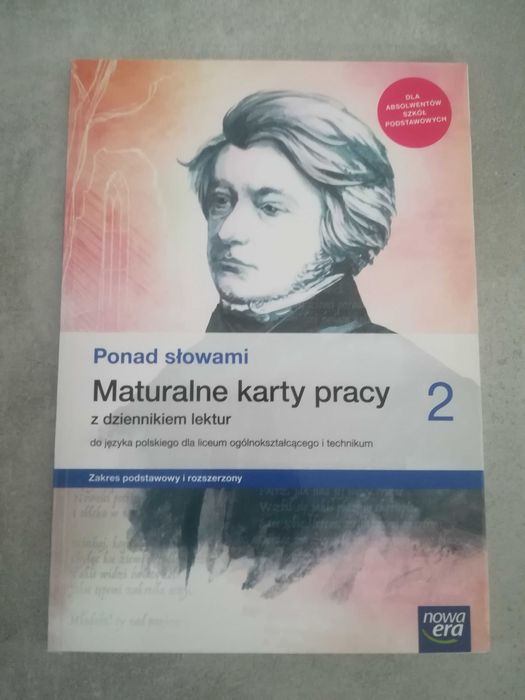 DLA
ABSOLWENTÓW
SZKÓŁ
PODSTAWOWYCH
Ponad słowami
Maturalne karty pracy 2
z dziennikiem lektur
do języka polskiego dla liceum ogólnokształcącego i technikum
Zakres podstawowy i rozszerzony
nowa
era